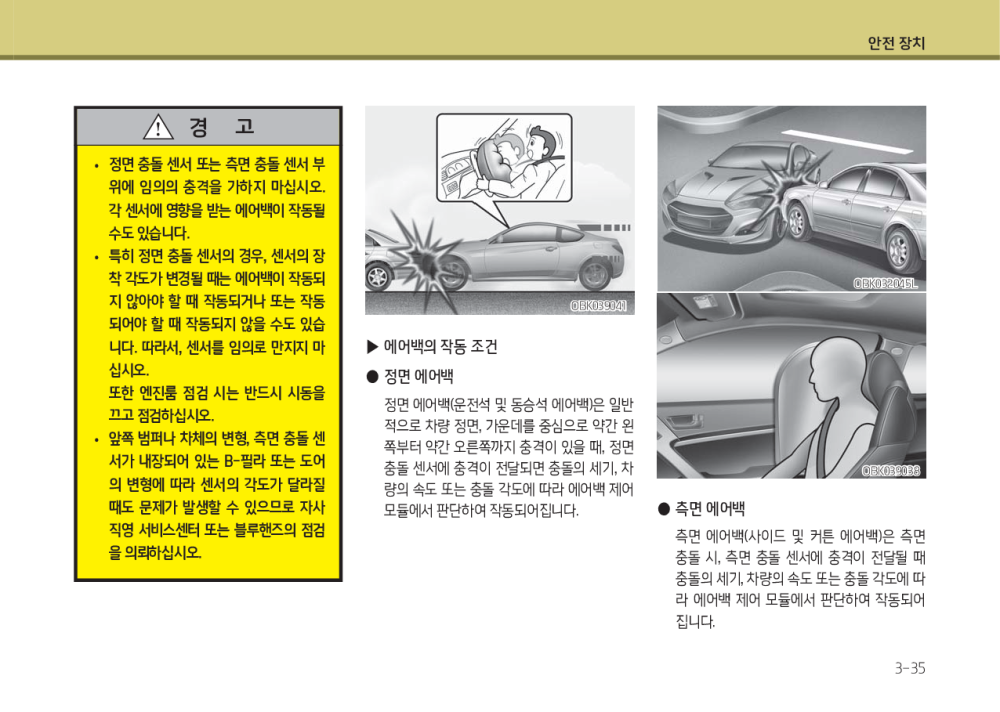 안전 장치
경 고
• 정면 충돌 센서 또는 측면 충돌 센서 부
위에 임의의 충격을 가하지 마십시오.
각 센서에 영향을 받는 에어백이 작동될
수도 있습니다.
• 특히 정면 충돌 센서의 경우, 센서의 장
착 각도가 변경될 때는 에어백이 작동되
지 않아야 할 때 작동되거나 또는 작동
되어야 할 때 작동되지 않을 수도 있습
니다. 따라서, 센서를 임의로 만지지 마
십시오.
또한 엔진룸 점검 시는 반드시 시동을
끄고 점검하십시오.
• 앞쪽 범퍼나 차체의 변형, 측면 충돌 센
서가 내장되어 있는 B-필라 또는 도어
의 변형에 따라 센서의 각도가 달라질
때도 문제가 발생할 수 있으므로 자사
직영 서비스센터 또는 블루핸즈의 점검
을 의뢰하십시오.
OBK039041
▶ 에어백의 작동 조건
● 정면 에어백
정면 에어백(운전석 및 동승석 에어백)은 일반
적으로 차량 정면, 가운데를 중심으로 약간 왼
쪽부터 약간 오른쪽까지 충격이 있을 때, 정면
충돌 센서에 충격이 전달되면 충돌의 세기, 차
량의 속도 또는 충돌 각도에 따라 에어백 제어
모듈에서 판단하여 작동되어집니다.
OBK032045L
OBK039038
● 측면 에어백
측면 에어백(사이드 및 커튼 에어백)은 측면
충돌 시, 측면 충돌 센서에 충격이 전달될 때
충돌의 세기, 차량의 속도 또는 충돌 각도에 따
라 에어백 제어 모듈에서 판단하여 작동되어
집니다.
3-35